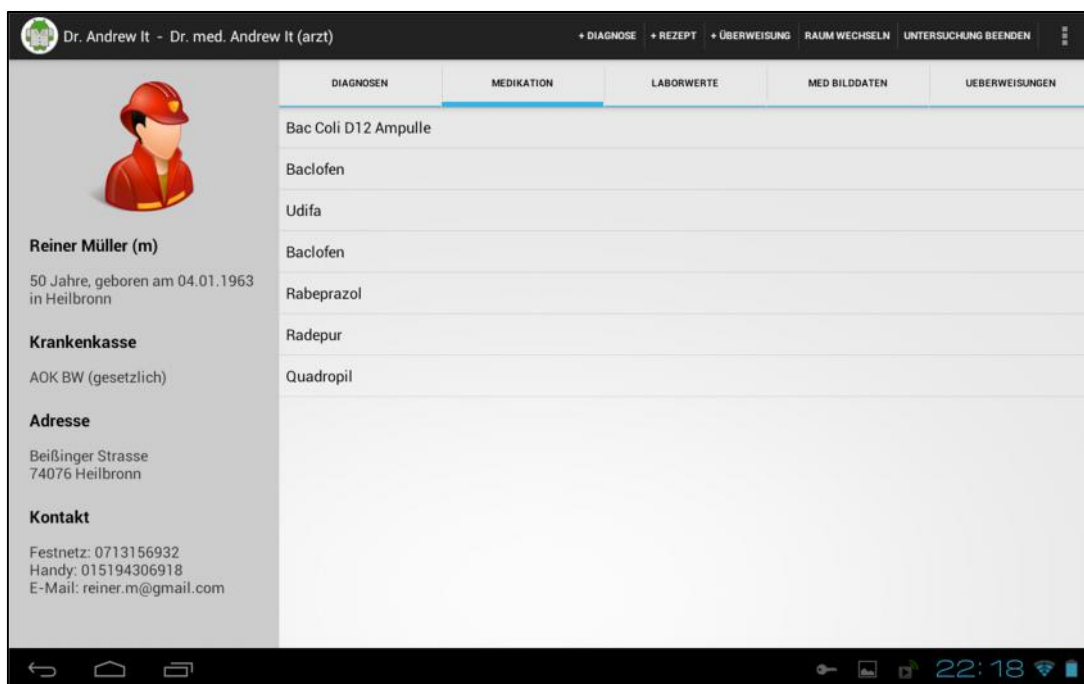 Dr. Andrew It - Dr. med. Andrew It (arzt)
+ DIAGNOSE
+ REZEPT
+ ÜBERWEISUNG
RAUM WECHSELN
UNTERSUCHUNG BEENDEN
Reiner Müller (m)
50 Jahre, geboren am 04.01.1963
in Heilbronn
Krankenkasse
AOK BW (gesetzlich)
Adresse
Beißinger Strasse
74076 Heilbronn
Kontakt
Festnetz: 0713156932
Handy: 015194306918
E-Mail: reiner.m@gmail.com
DIAGNOSEN
MEDIKATION
LABORWERTE
MED BILDDATEN
UEBERWEISUNGEN
Bac Coli D12 Ampulle
Baclofen
Udifa
Baclofen
Rabeprazol
Radepur
Quadropil
22:18